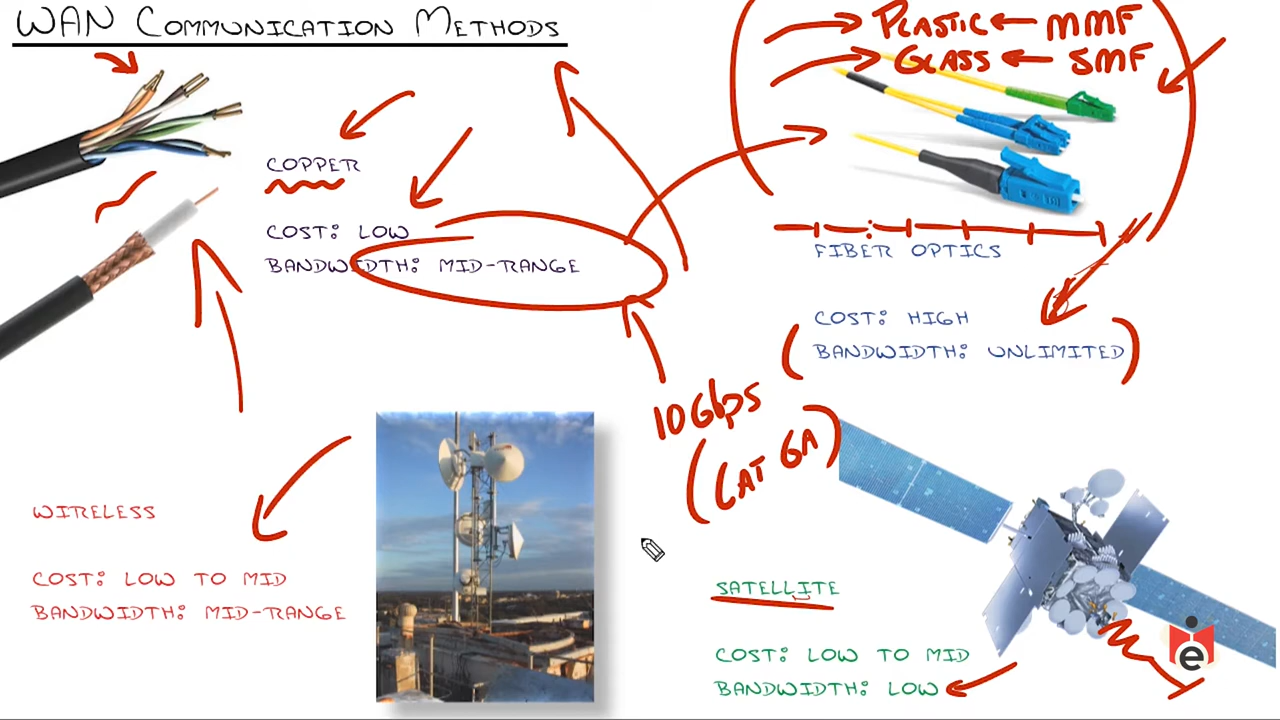 WAN COMMUNICATION METHODS
PLASTIC ← MMF
GLASS ← SMF
COPPER
COST: LOW
BANDWIDTH: MID-RANGE
FIBER OPTICS
COST: HIGH
BANDWIDTH: UNLIMITED
10Gbps
(CAT 6A)
WIRELESS
COST: LOW TO MID
BANDWIDTH: MID-RANGE
SATELLITE
COST: LOW TO MID
BANDWIDTH: LOW
e